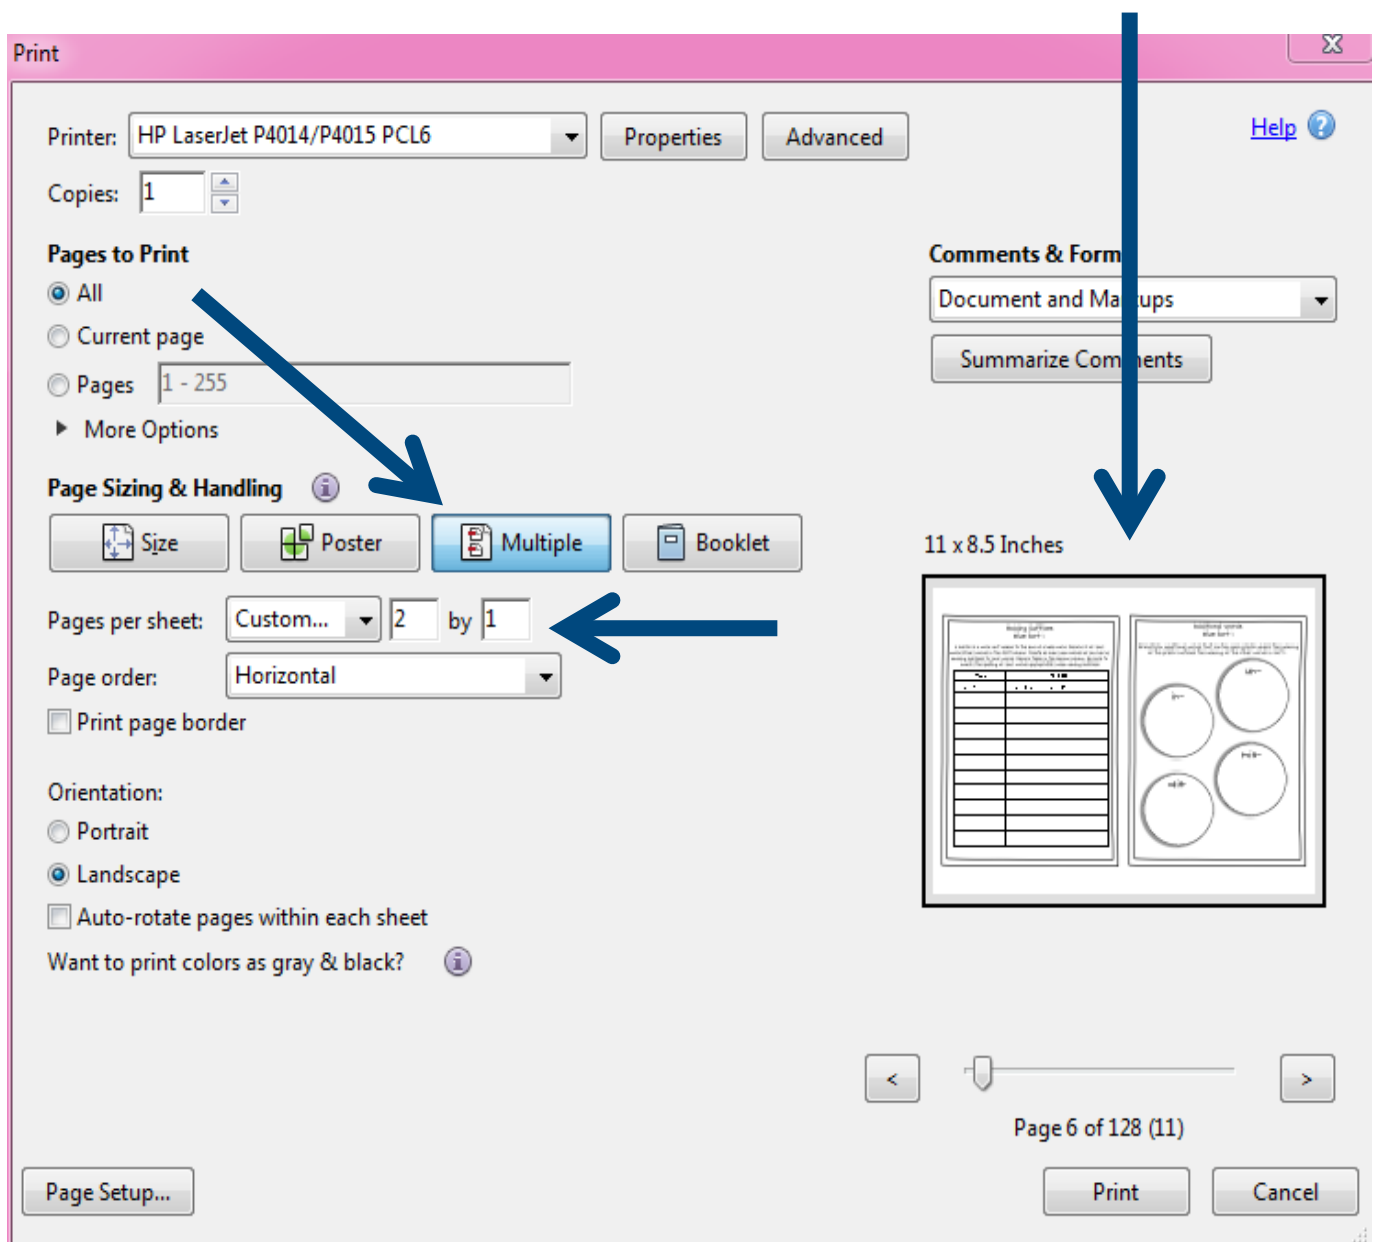 Print
Printer: HP LaserJet P4014/P4015 PCL6 Properties Advanced Help
Copies: 1
Pages to Print
All
Current page
Pages 1 - 255
More Options
Comments & Form
Document and Markups
Summarize Comments
Page Sizing & Handling
Size Poster Multiple Booklet
Pages per sheet: Custom... 2 by 1
Page order: Horizontal
Print page border
Orientation:
Portrait
Landscape
Auto-rotate pages within each sheet
Want to print colors as gray & black?
11 x 8.5 Inches
< >
Page 6 of 128 (11)
Page Setup... Print Cancel